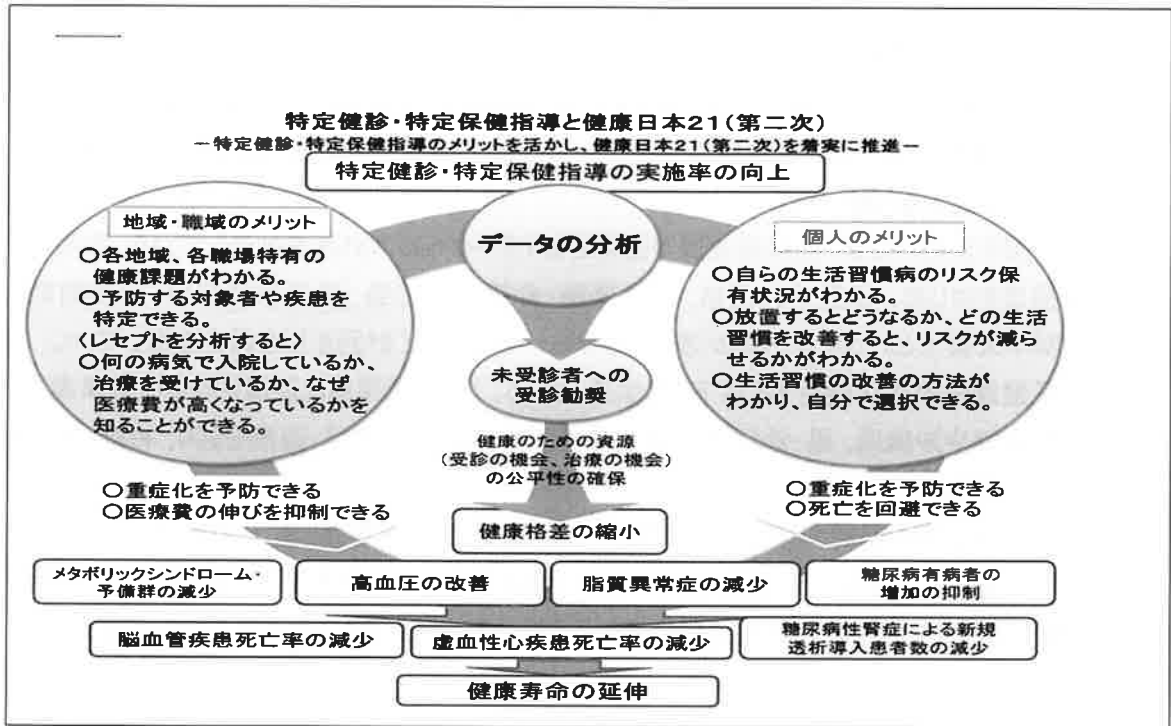 特定健診・特定保健指導と健康日本21(第二次)
－特定健診・特定保健指導のメリットを活かし、健康日本21(第二次)を着実に推進－
特定健診・特定保健指導の実施率の向上
地域・職域のメリット
〇各地域、各職場特有の
健康課題がわかる。
〇予防する対象者や疾患を
特定できる。
〈レセプトを分析すると〉
〇何の病気で入院しているか、
治療を受けているか、なぜ
医療費が高くなっているかを
知ることができる。
〇重症化を予防できる
〇医療費の伸びを抑制できる
データの分析
未受診者への
受診勧奨
健康のための資源
(受診の機会、治療の機会)
の公平性の確保
健康格差の縮小
個人のメリット
〇自らの生活習慣病のリスク保
有状況がわかる。
〇放置するとどうなるか、どの生活
習慣を改善すると、リスクが減ら
せるかがわかる。
〇生活習慣の改善の方法が
わかり、自分で選択できる。
〇重症化を予防できる
〇死亡を回避できる
メタボリックシンドローム・
予備群の減少
高血圧の改善
脂質異常症の減少
糖尿病有病者の
増加の抑制
脳血管疾患死亡率の減少
虚血性心疾患死亡率の減少
糖尿病性腎症による新規
透析導入患者数の減少
健康寿命の延伸